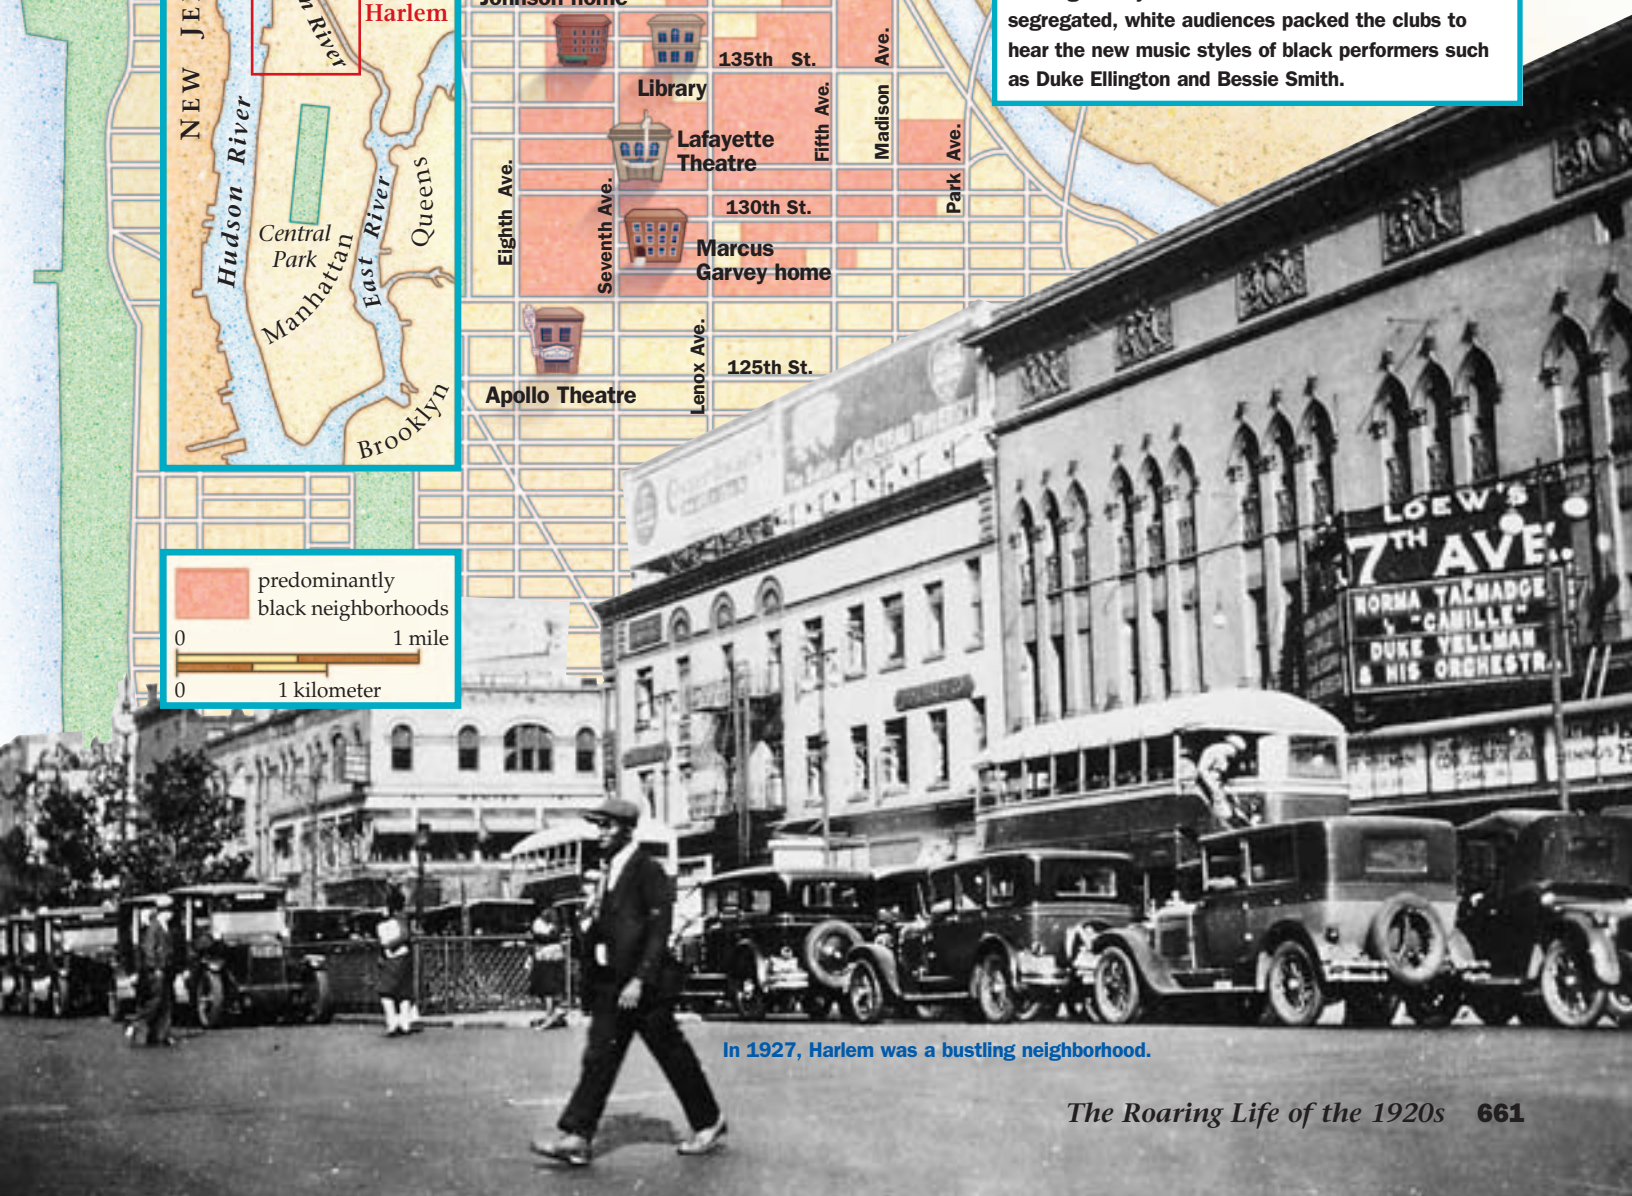 Johnson home
segregated, white audiences packed the clubs to
hear the new music styles of black performers such
as Duke Ellington and Bessie Smith.
NEW JE
Hudson River
n River
Harlem
Central
Park
Manhattan
East River
Queens
Brooklyn
135th St.
Library
Lafayette
Theatre
Eighth Ave.
Seventh Ave.
Fifth Ave.
Madison Ave.
Park Ave.
130th St.
Marcus
Garvey home
Lenox Ave.
125th St.
Apollo Theatre
predominantly
black neighborhoods
0 1 mile
0 1 kilometer
LOEW'S
7TH AVE.
NORMA TALMADGE
"CAMILLE"
DUKE YELLMAN
& HIS ORCHESTR
In 1927, Harlem was a bustling neighborhood.
The Roaring Life of the 1920s 661